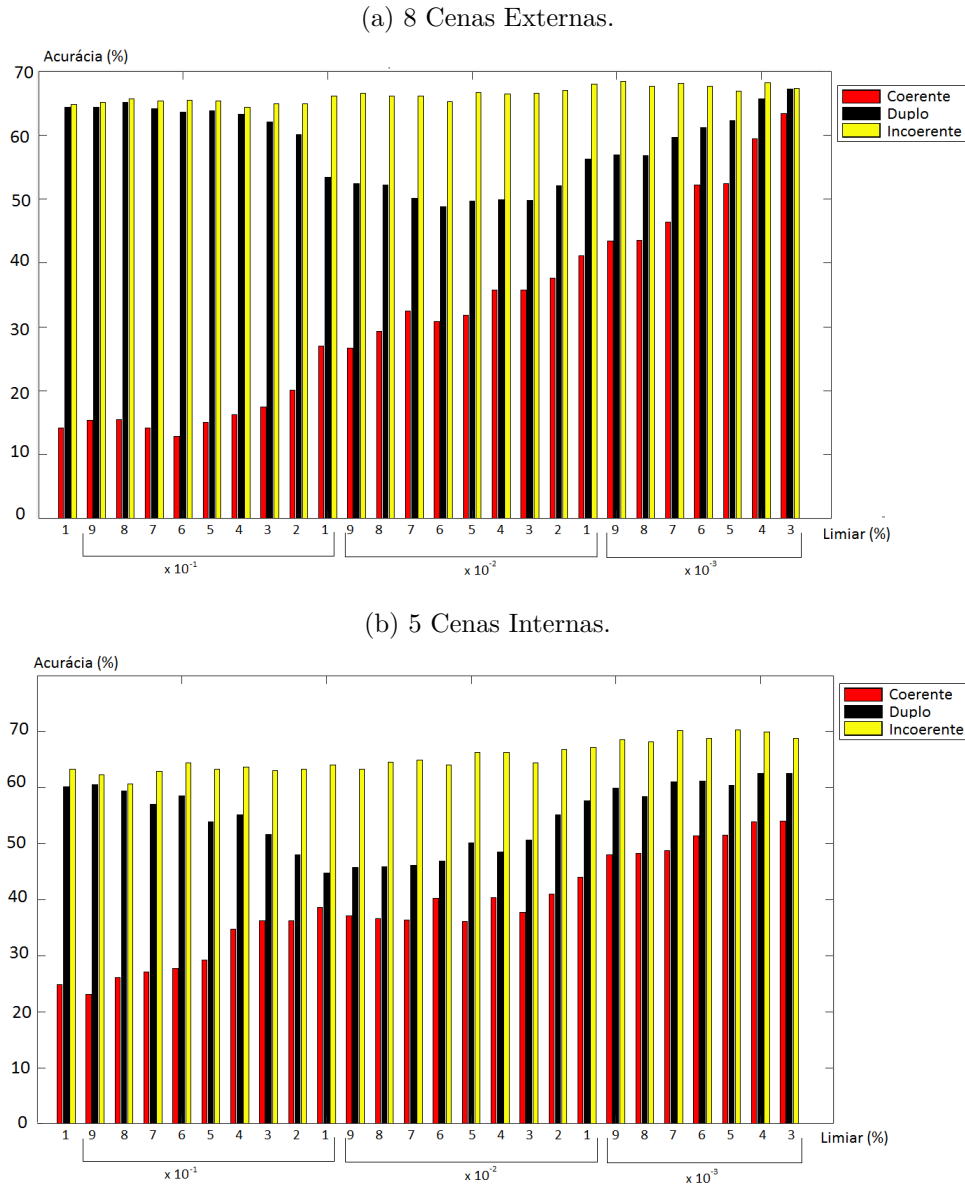 (a) 8 Cenas Externas.
Acurácia (%)
70
60
50
40
30
20
10
0
Coerente
Duplo
Incoerente
1 9 8 7 6 5 4 3 2 1 9 8 7 6 5 4 3 2 1 9 8 7 6 5 4 3 Limiar (%)
x 10⁻¹ x 10⁻² x 10⁻³
(b) 5 Cenas Internas.
Acurácia (%)
70
60
50
40
30
20
10
0
Coerente
Duplo
Incoerente
1 9 8 7 6 5 4 3 2 1 9 8 7 6 5 4 3 2 1 9 8 7 6 5 4 3 Limiar (%)
x 10⁻¹ x 10⁻² x 10⁻³